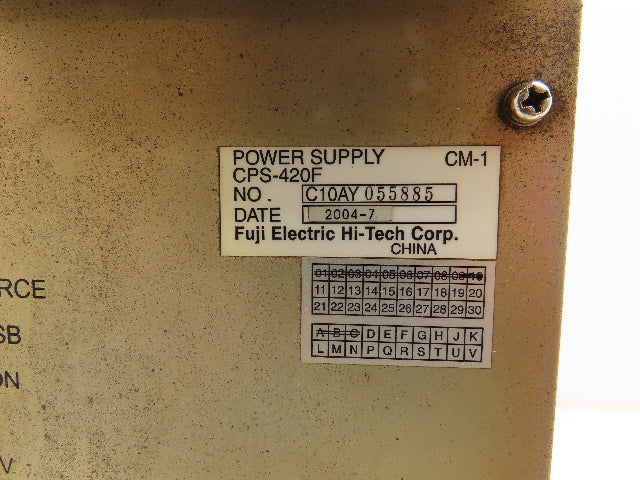 POWER SUPPLY CM-1
CPS-420F
NO. C10AY 055885
DATE 2004-7
Fuji Electric Hi-Tech Corp.
CHINA
01 02 03 04 05 06 07 08 09 10
11 12 13 14 15 16 17 18 19 20
21 22 23 24 25 26 27 28 29 30
A B C D E F G H J K
L M N P Q R S T U V
RCE
SB
ON
V